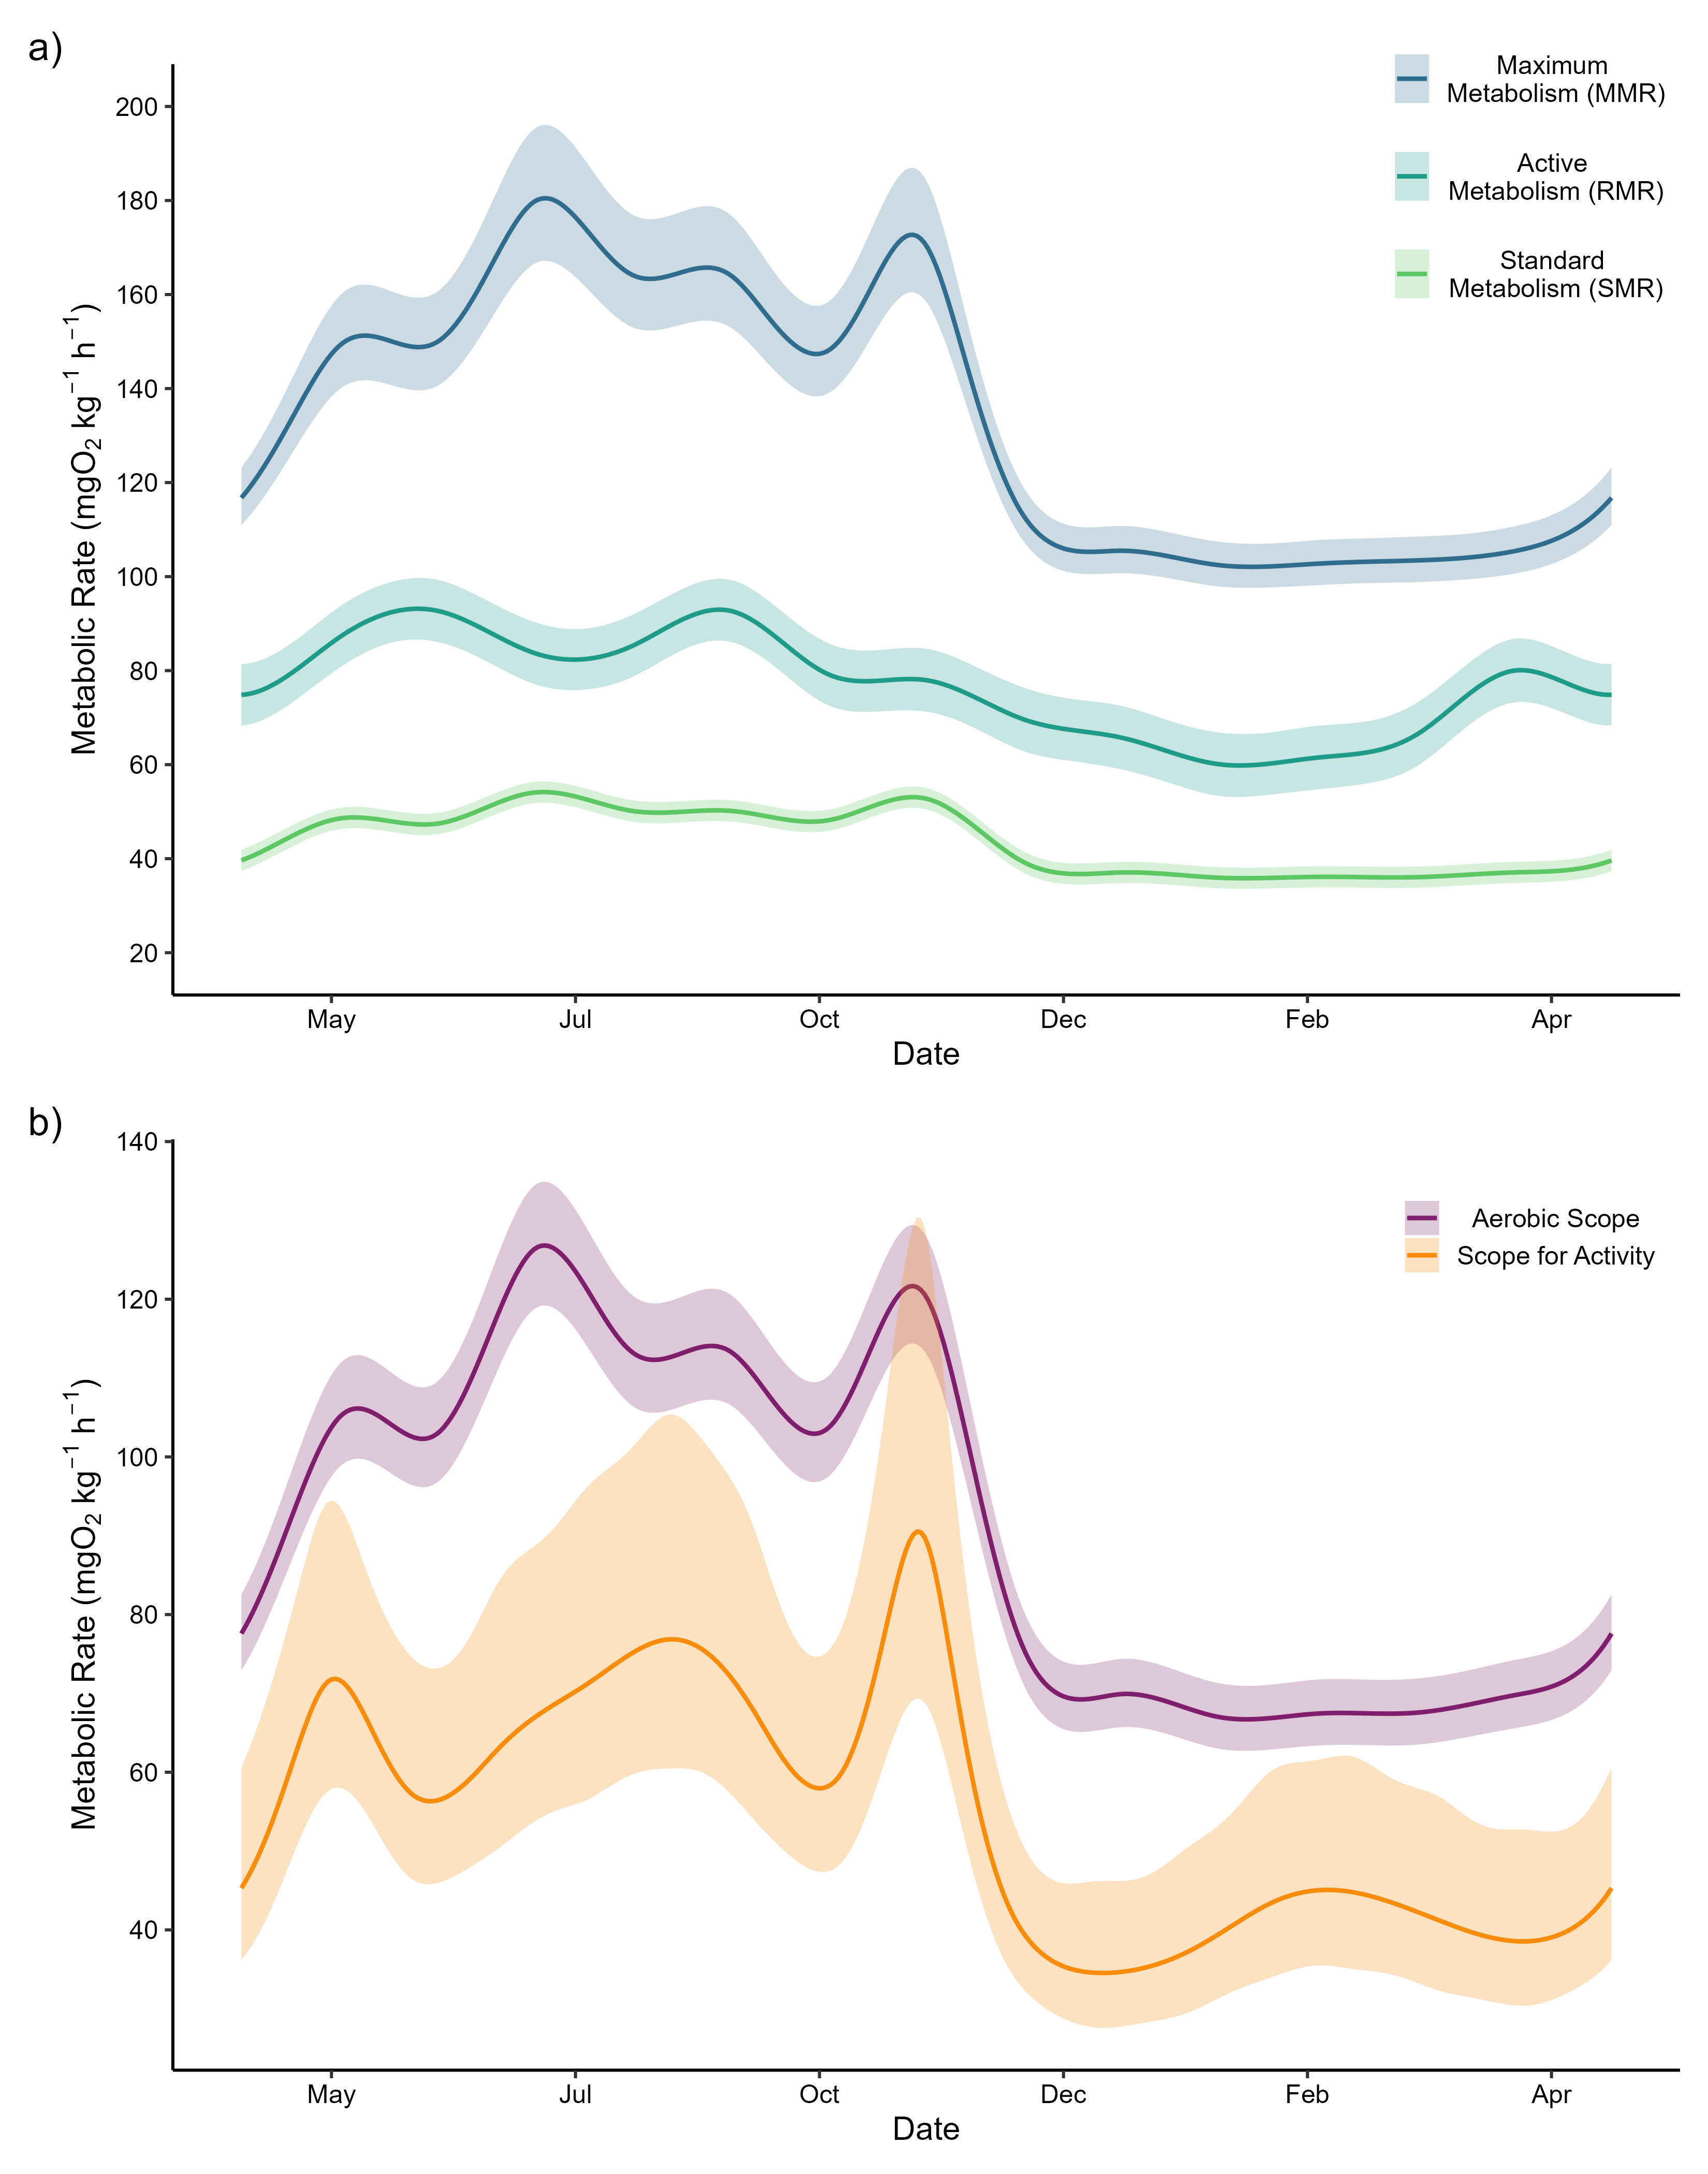 a)
Maximum
Metabolism (MMR)
Active
Metabolism (RMR)
Standard
Metabolism (SMR)
Metabolic Rate (mgO₂ kg⁻¹ h⁻¹)
200
180
160
140
120
100
80
60
40
20
May Jul Oct Dec Feb Apr
Date
b)
Aerobic Scope
Scope for Activity
Metabolic Rate (mgO₂ kg⁻¹ h⁻¹)
140
120
100
80
60
40
May Jul Oct Dec Feb Apr
Date